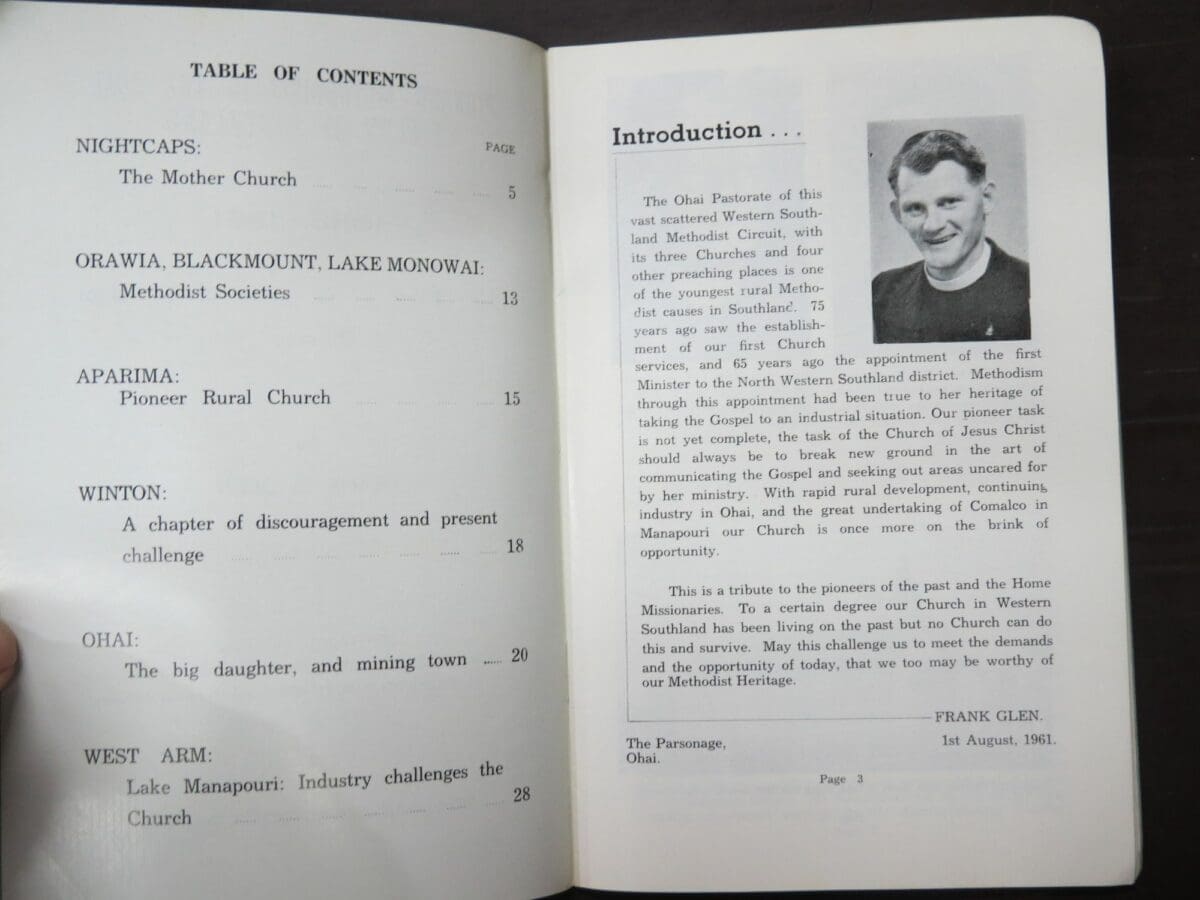 TABLE OF CONTENTS
NIGHTCAPS:
PAGE
The Mother Church ..... 5
ORAWIA, BLACKMOUNT, LAKE MONOWAI:
Methodist Societies ..... 13
APARIMA:
Pioneer Rural Church ..... 15
WINTON:
A chapter of discouragement and present
challenge ..... 18
OHAI:
The big daughter, and mining town ..... 20
WEST ARM:
Lake Manapouri: Industry challenges the
Church ..... 28
Introduction . . .
The Ohai Pastorate of this
vast scattered Western South-
land Methodist Circuit, with
its three Churches and four
other preaching places is one
of the youngest rural Metho-
dist causes in Southland. 75
years ago saw the establish-
ment of our first Church
services, and 65 years ago the appointment of the first
Minister to the North Western Southland district. Methodism
through this appointment had been true to her heritage of
taking the Gospel to an industrial situation. Our pioneer task
is not yet complete, the task of the Church of Jesus Christ
should always be to break new ground in the art of
communicating the Gospel and seeking out areas uncared for
by her ministry. With rapid rural development, continuing
industry in Ohai, and the great undertaking of Comalco in
Manapouri our Church is once more on the brink of
opportunity.
This is a tribute to the pioneers of the past and the Home
Missionaries. To a certain degree our Church in Western
Southland has been living on the past but no Church can do
this and survive. May this challenge us to meet the demands
and the opportunity of today, that we too may be worthy of
our Methodist Heritage.
FRANK GLEN.
The Parsonage,
Ohai.
1st August, 1961.
Page 3